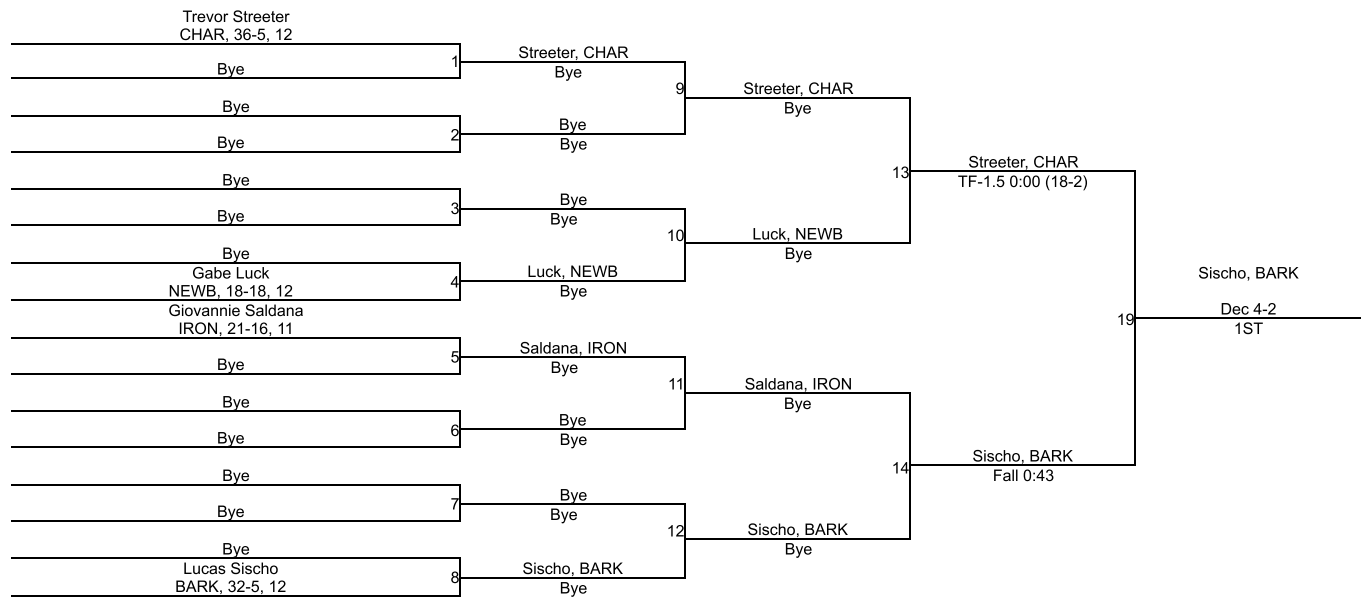 Trevor Streeter
CHAR, 36-5, 12
Bye
1
Streeter, CHAR
Bye
9
Bye
Bye
2
Bye
Bye
Streeter, CHAR
Bye
Bye
Bye
3
Bye
Bye
10
Bye
Gabe Luck
NEWB, 18-18, 12
4
Luck, NEWB
Bye
Luck, NEWB
Bye
13
Streeter, CHAR
TF-1.5 0:00 (18-2)
Giovannie Saldana
IRON, 21-16, 11
Bye
5
Saldana, IRON
Bye
11
Bye
Bye
6
Bye
Bye
Saldana, IRON
Bye
Bye
Bye
7
Bye
Bye
12
Bye
Lucas Sischo
BARK, 32-5, 12
8
Sischo, BARK
Bye
Sischo, BARK
Bye
14
Sischo, BARK
Fall 0:43
19
Sischo, BARK
Dec 4-2
1ST